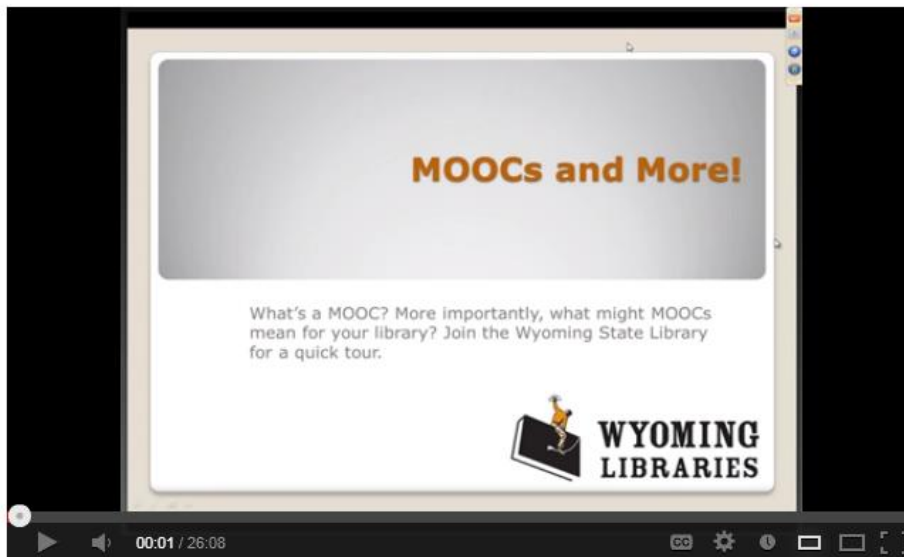 MOOCs and More!
What's a MOOC? More importantly, what might MOOCs
mean for your library? Join the Wyoming State Library
for a quick tour.
WYOMING
LIBRARIES
00:01 / 26:08
CC